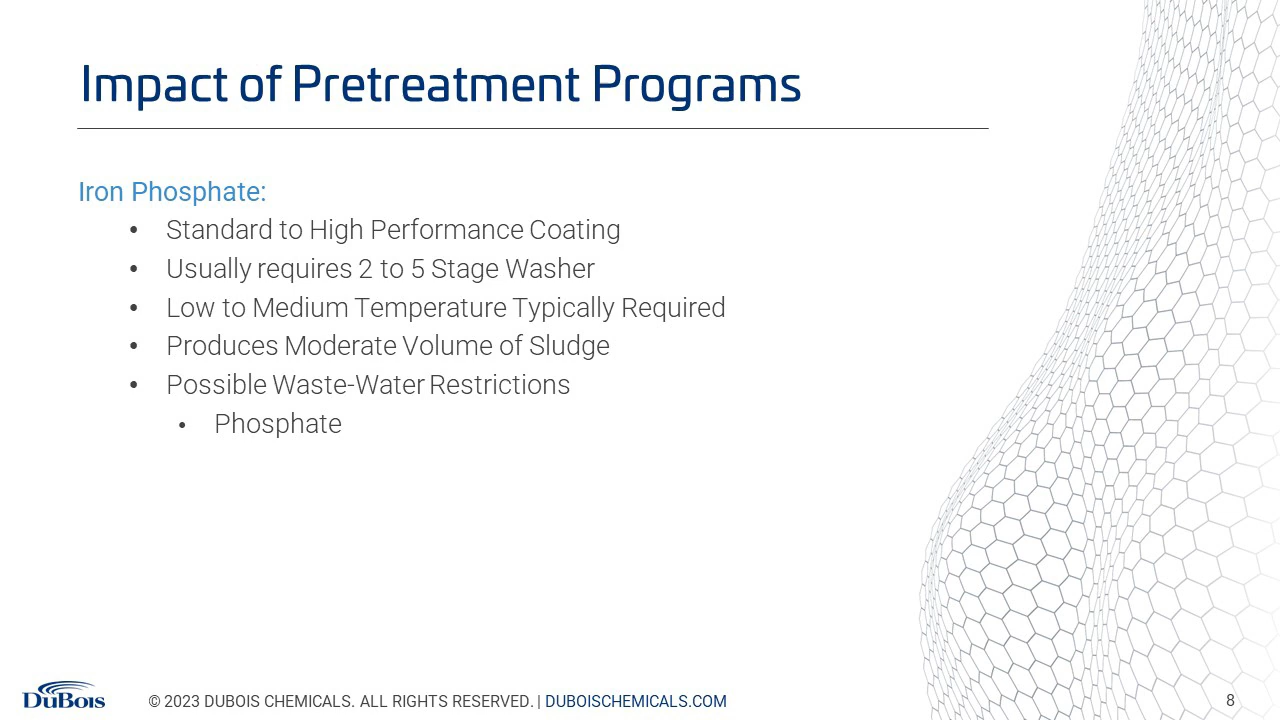 Impact of Pretreatment Programs
Iron Phosphate:
• Standard to High Performance Coating
• Usually requires 2 to 5 Stage Washer
• Low to Medium Temperature Typically Required
• Produces Moderate Volume of Sludge
• Possible Waste-Water Restrictions
• Phosphate
DuBois
© 2023 DUBOIS CHEMICALS. ALL RIGHTS RESERVED. | DUBOISCHEMICALS.COM
8